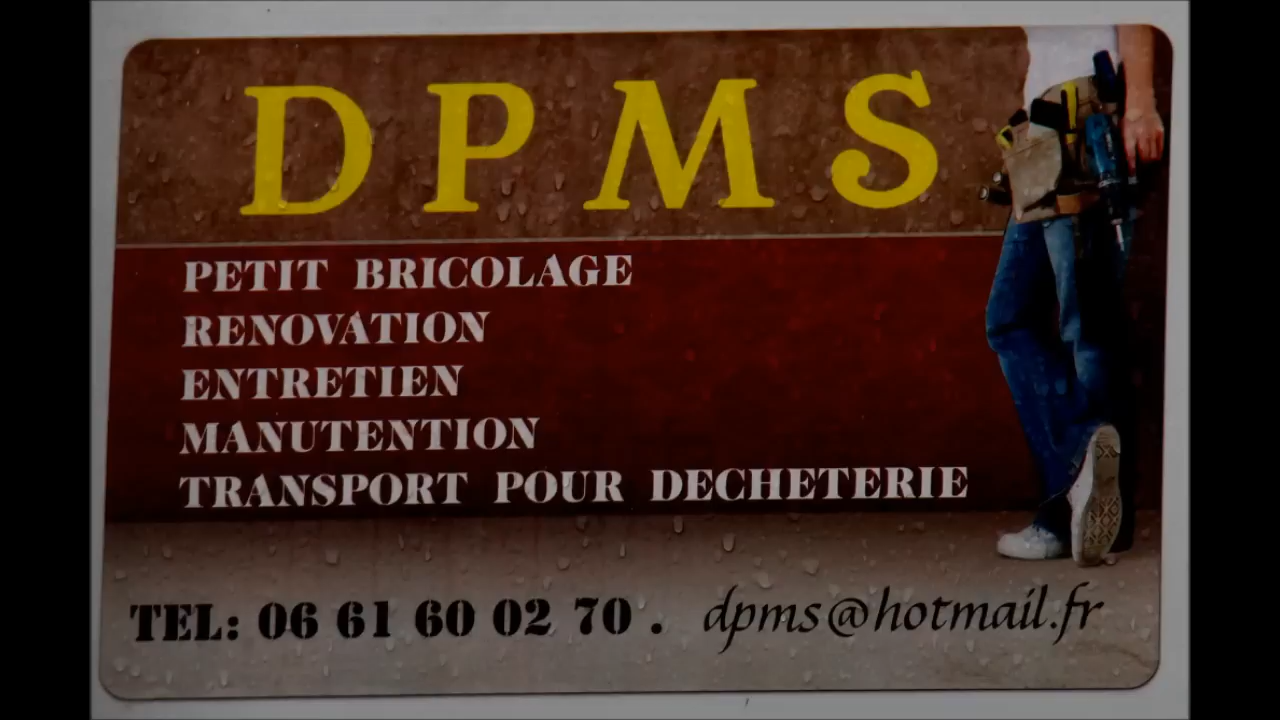 DPMS
PETIT BRICOLAGE
RENOVATION
ENTRETIEN
MANUTENTION
TRANSPORT POUR DECHETERIE
TEL: 06 61 60 02 70 . dpms@hotmail.fr